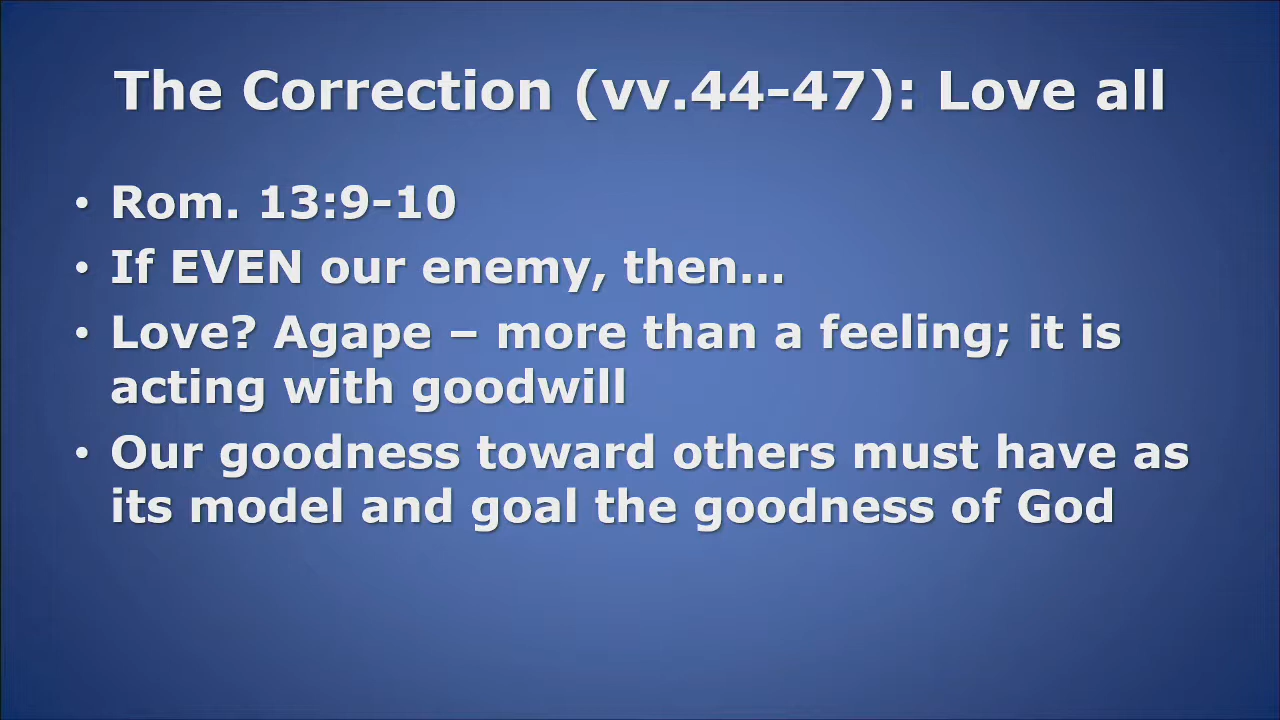 The Correction (vv.44-47): Love all
• Rom. 13:9-10
• If EVEN our enemy, then…
• Love? Agape – more than a feeling; it is
acting with goodwill
• Our goodness toward others must have as
its model and goal the goodness of God